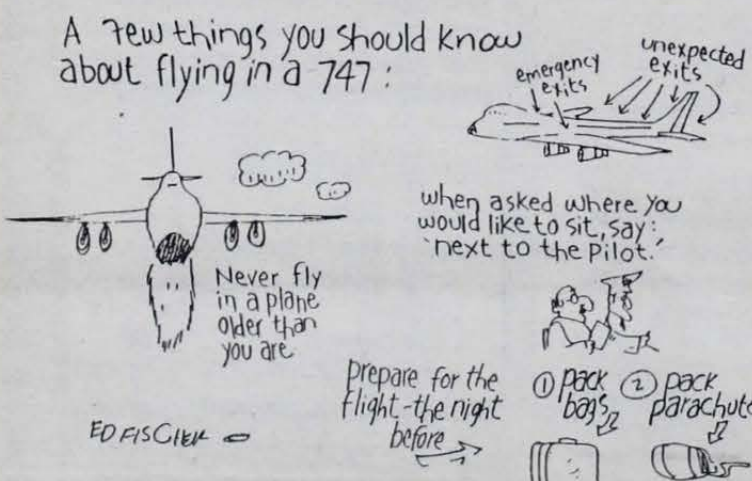 A few things you should know
about flying in a 747:
emergency
exits
unexpected
exits
Never fly
in a plane
older than
you are
when asked where you
would like to sit, say:
'next to the pilot.'
prepare for the
flight-the night
before
① pack
bags
② pack
parachute
ED FISCHER